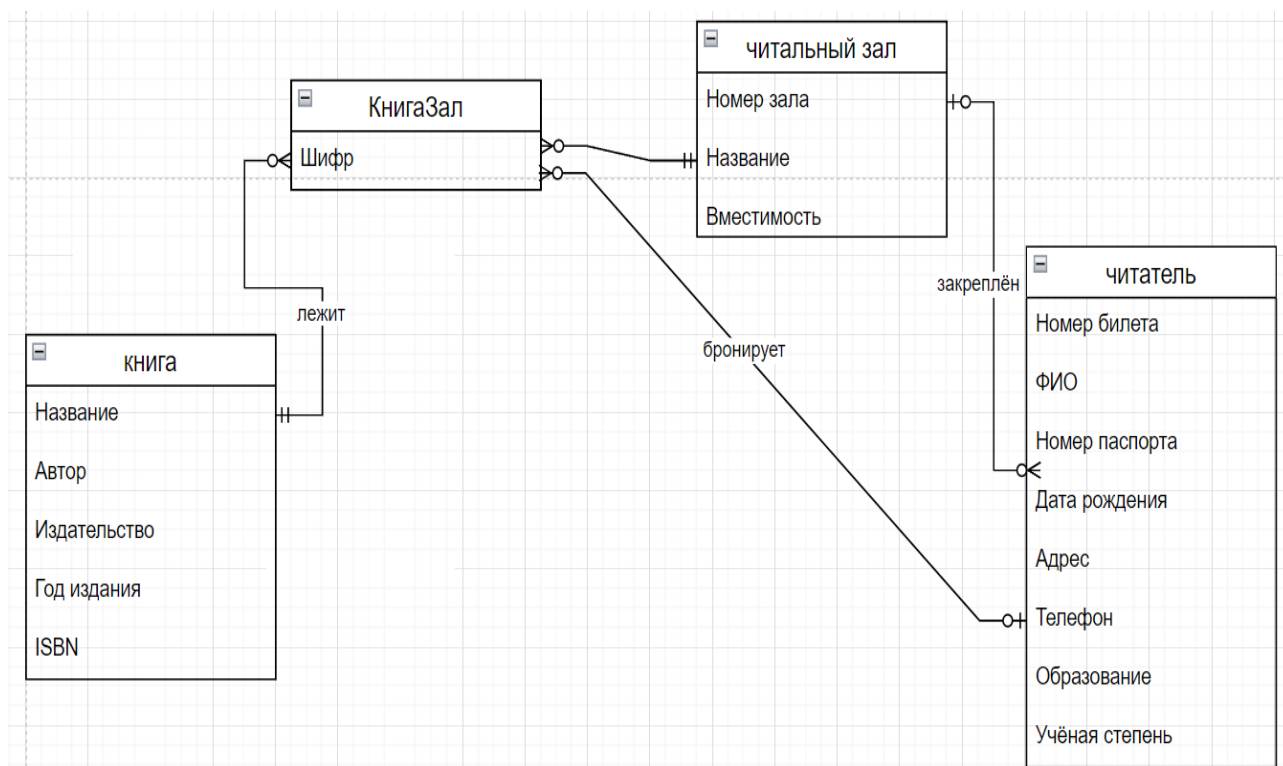 КнигаЗал
Шифр
читальный зал
Номер зала
Название
Вместимость
закреплён
читатель
Номер билета
ФИО
Номер паспорта
Дата рождения
Адрес
Телефон
Образование
Учёная степень
бронирует
лежит
книга
Название
Автор
Издательство
Год издания
ISBN